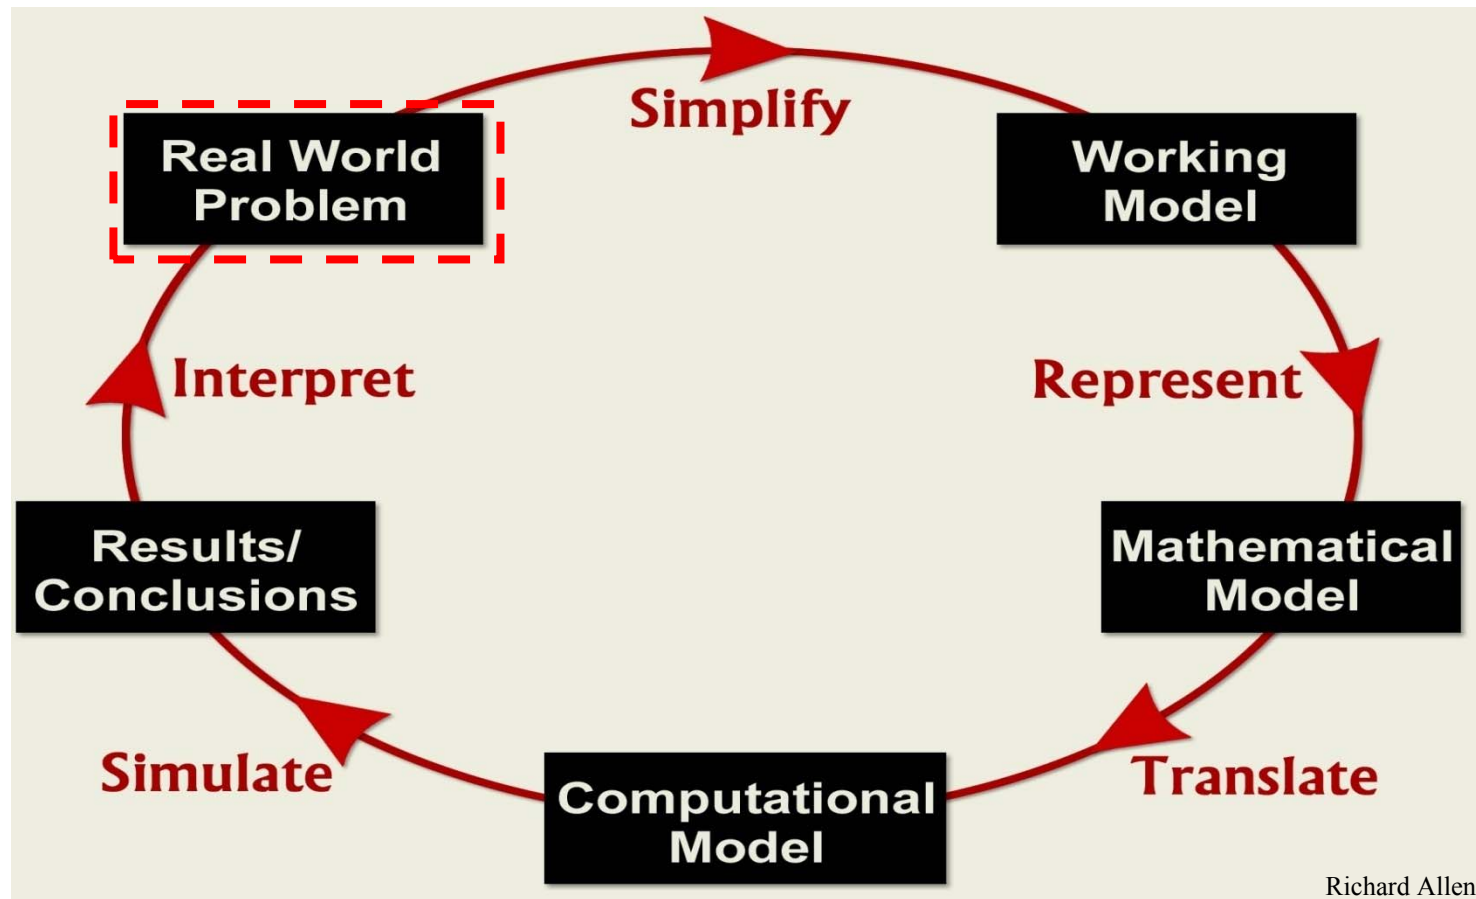 Simplify
Real World
Problem
Working
Model
Interpret
Represent
Results/
Conclusions
Mathematical
Model
Simulate
Translate
Computational
Model
Richard Allen